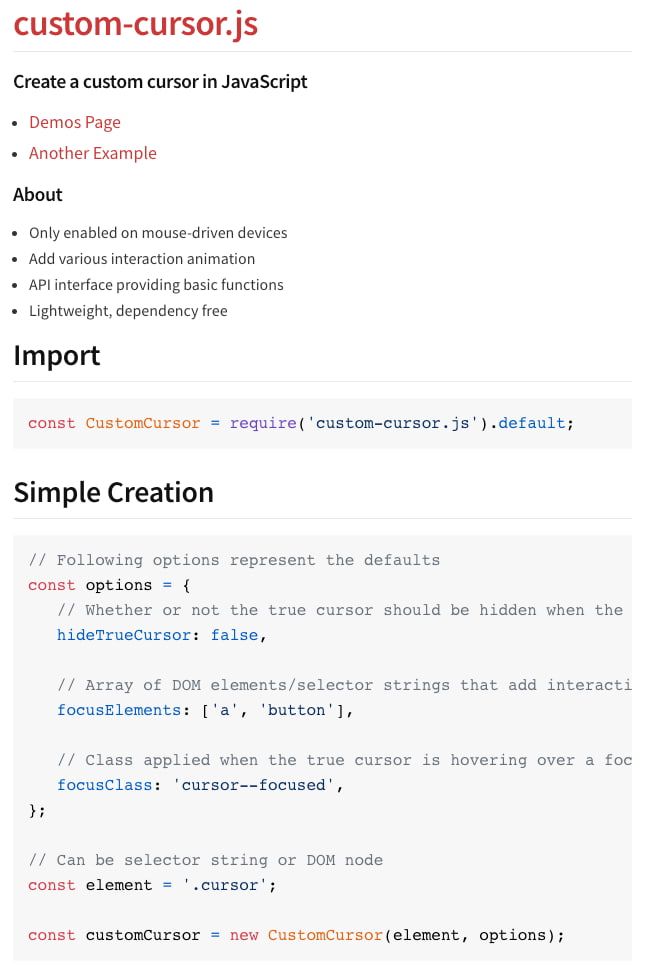 custom-cursor.js
Create a custom cursor in JavaScript
Demos Page
Another Example
About
Only enabled on mouse-driven devices
Add various interaction animation
API interface providing basic functions
Lightweight, dependency free
Import
const CustomCursor = require('custom-cursor.js').default;
Simple Creation
// Following options represent the defaults
const options = {
// Whether or not the true cursor should be hidden when the
hideTrueCursor: false,
// Array of DOM elements/selector strings that add interacti
focusElements: ['a', 'button'],
// Class applied when the true cursor is hovering over a foc
focusClass: 'cursor--focused',
};
// Can be selector string or DOM node
const element = '.cursor';
const customCursor = new CustomCursor(element, options);